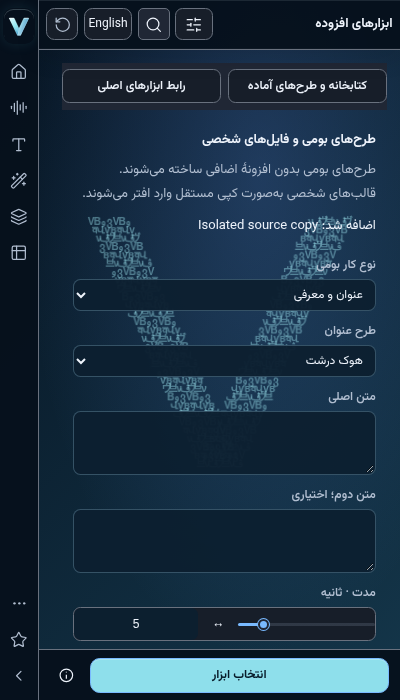 ابزارهای افزوده
English
کتابخانه و طرح‌های آماده
رابط ابزارهای اصلی
طرح‌های بومی و فایل‌های شخصی
طرح‌های بومی بدون افزونهٔ اضافی ساخته می‌شوند.
قالب‌های شخصی به‌صورت کپی مستقل وارد افتر می‌شوند.
اضافه شد: Isolated source copy
نوع کار بومی
عنوان و معرفی
طرح عنوان
هوک درشت
متن اصلی
متن دوم؛ اختیاری
مدت · ثانیه
5
انتخاب ابزار